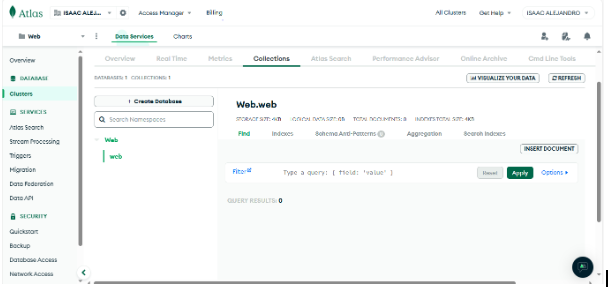 Atlas
ISAAC ALEJ...
Access Manager
Billing
All Clusters
Get Help
ISAAC ALEJANDRO
Web
Data Services
Charts
Overview
DATABASE
Clusters
SERVICES
Atlas Search
Stream Processing
Triggers
Migration
Data Federation
Data API
SECURITY
Quickstart
Backup
Database Access
Network Access
Overview
Real Time
Metrics
Collections
Atlas Search
Performance Advisor
Online Archive
Cmd Line Tools
DATABASES: 1 COLLECTIONS: 1
VISUALIZE YOUR DATA
REFRESH
Create Database
Search Namespaces
Web
web
Web.web
STORAGE SIZE: 4KB LOGICAL DATA SIZE: 0B TOTAL DOCUMENTS: 0 INDEXES TOTAL SIZE: 4KB
Find
Indexes
Schema Anti-Patterns 0
Aggregation
Search Indexes
INSERT DOCUMENT
Filter
Type a query: { field: 'value' }
Reset
Apply
Options
QUERY RESULTS: 0